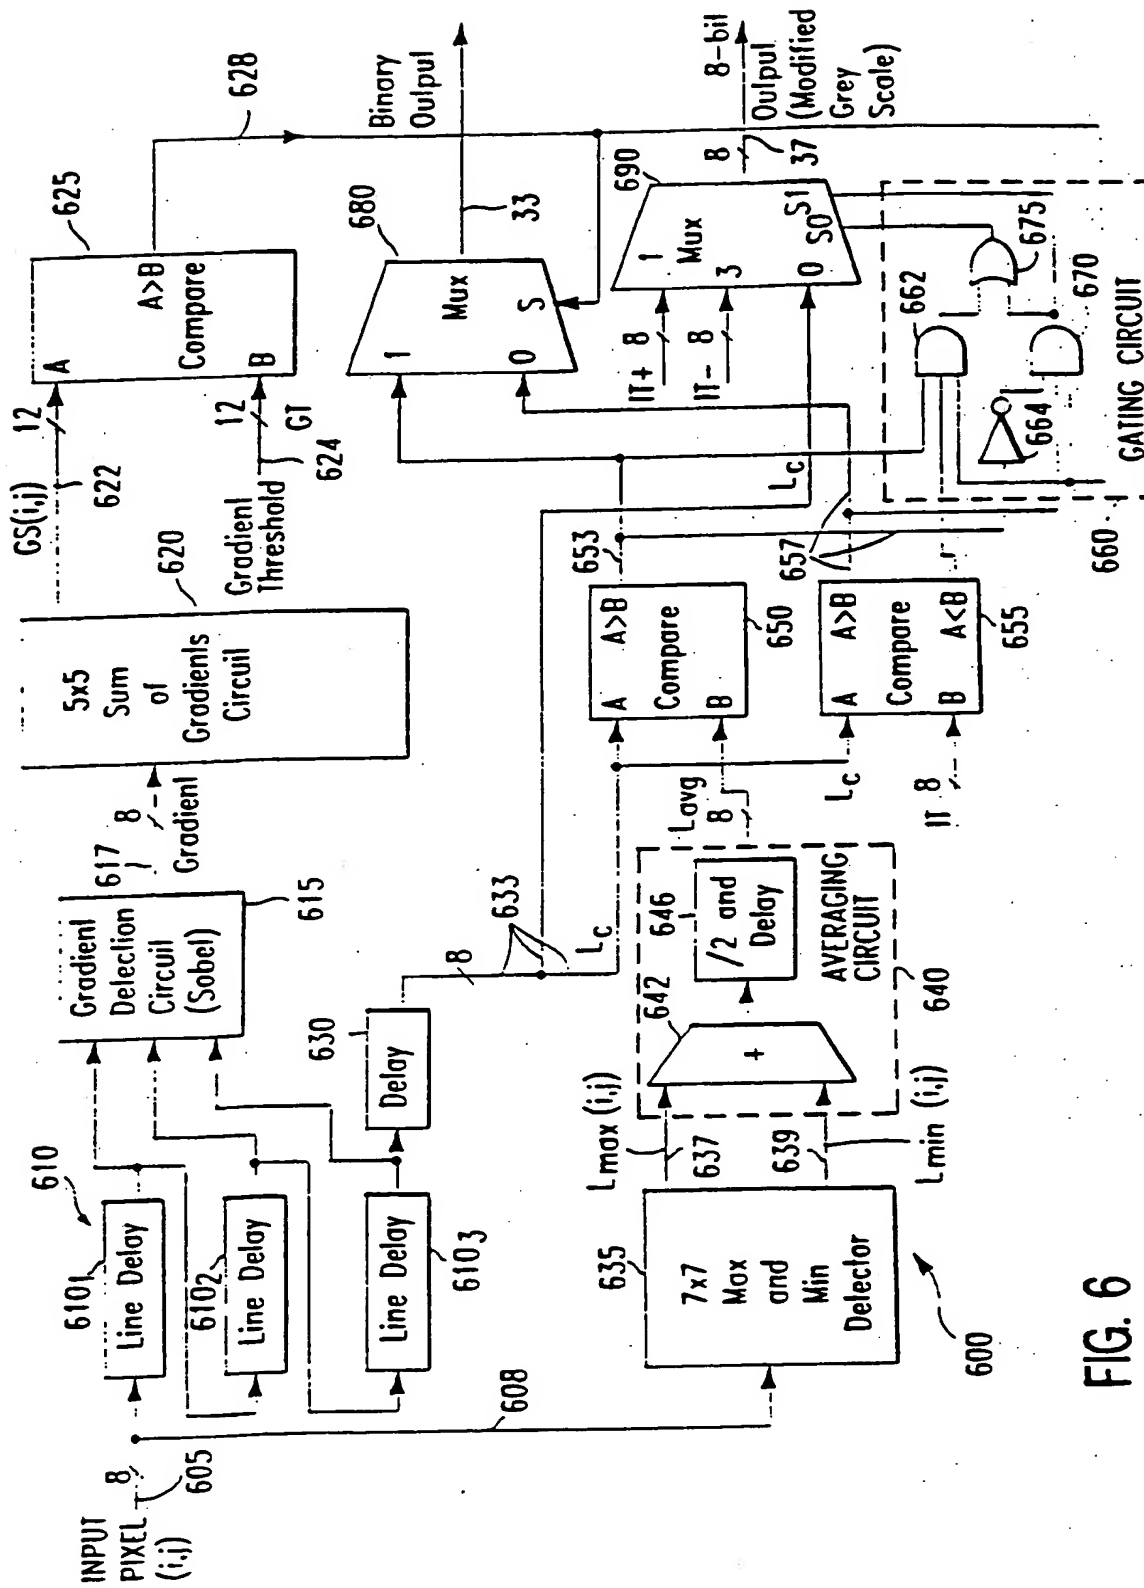 INPUT
PIXEL
(i,j)
8
605
608
610
610₁
Line Delay
610₂
Line Delay
610₃
Line Delay
Gradient
Detection
Circuit
(Sobel)
615
617
8
Gradient
5x5
Sum
of
Gradients
Circuit
620
GS(i,j)
12
622
Gradient
Threshold
12
GT
624
A
A>B
Compare
B
625
628
630
Delay
8
633
Lc
635
7x7
Max
and
Min
Detector
600
Lmax (i,j)
637
639
Lmin (i,j)
642
+
646
/2 and
Delay
AVERAGING
CIRCUIT
640
Lavg
8
Lc
IT 8
A
A>B
Compare
B
650
653
A
A>B
Compare
B
A<B
655
657
Lc
680
1
Mux
0
S
33
Binary
Output
IT+
8
IT-
8
690
1
Mux
3
0
S0
S1
8
37
8-bit
Output
(Modified
Grey
Scale)
662
664
670
675
660
GATING CIRCUIT
FIG. 6